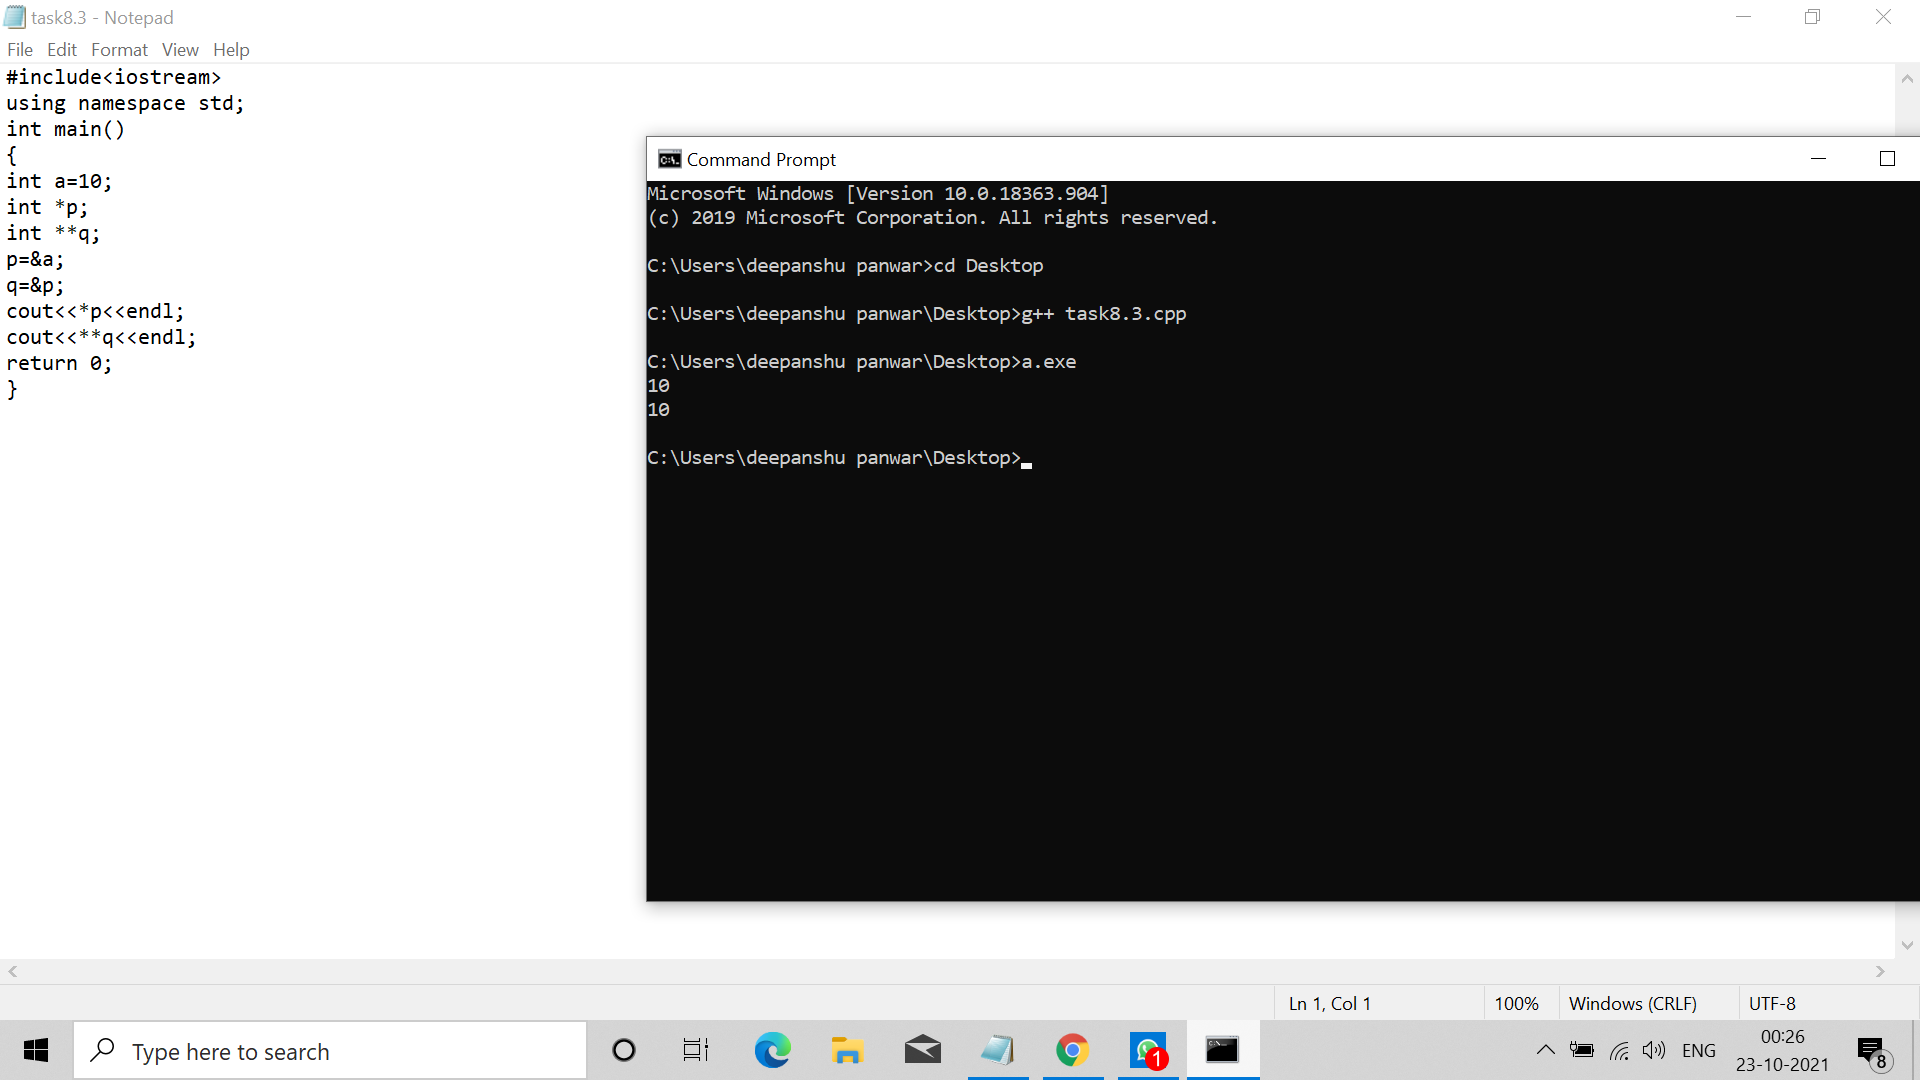 task8.3 - Notepad
File Edit Format View Help
#include<iostream>
using namespace std;
int main()
{
int a=10;
int *p;
int **q;
p=&a;
q=&p;
cout<<*p<<endl;
cout<<**q<<endl;
return 0;
}
Command Prompt
Microsoft Windows [Version 10.0.18363.904]
(c) 2019 Microsoft Corporation. All rights reserved.
C:\Users\deepanshu panwar>cd Desktop
C:\Users\deepanshu panwar\Desktop>g++ task8.3.cpp
C:\Users\deepanshu panwar\Desktop>a.exe
10
10
C:\Users\deepanshu panwar\Desktop>
Ln 1, Col 1
100%
Windows (CRLF)
UTF-8
Type here to search
1
ENG
00:26
23-10-2021
8